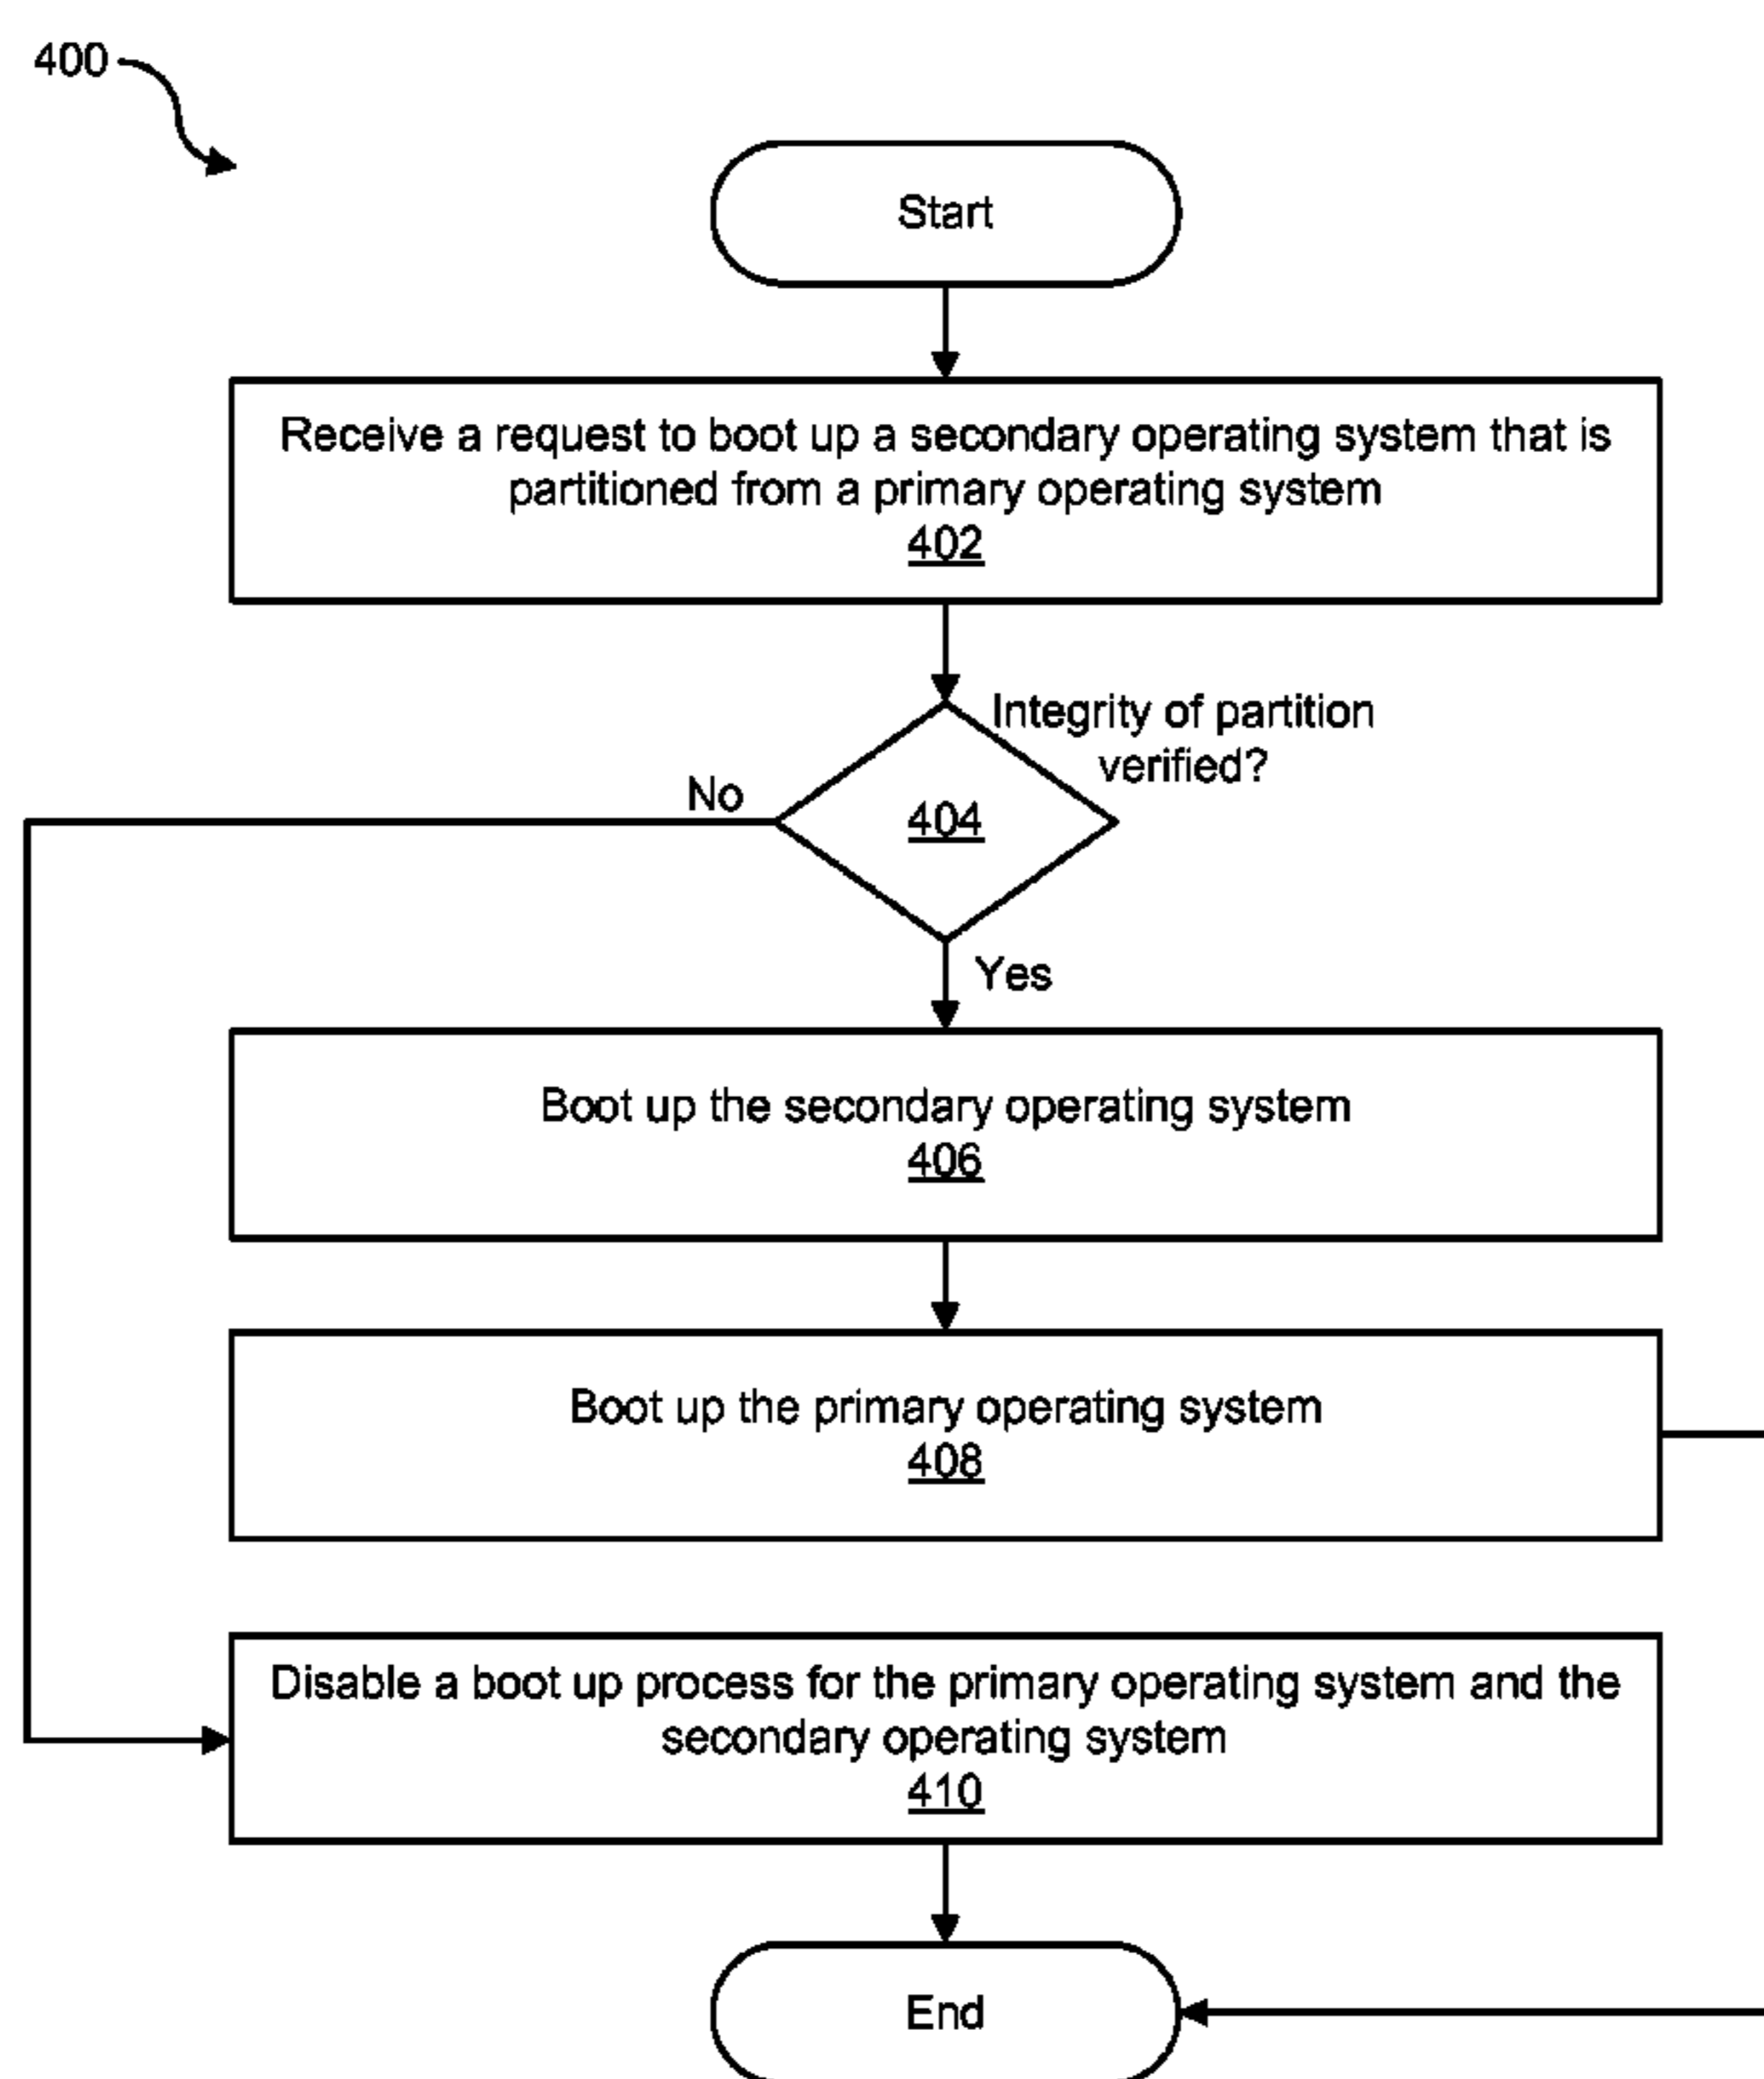 400
Start
Receive a request to boot up a secondary operating system that is
partitioned from a primary operating system
402
Integrity of partition
verified?
No
404
Yes
Boot up the secondary operating system
406
Boot up the primary operating system
408
Disable a boot up process for the primary operating system and the
secondary operating system
410
End